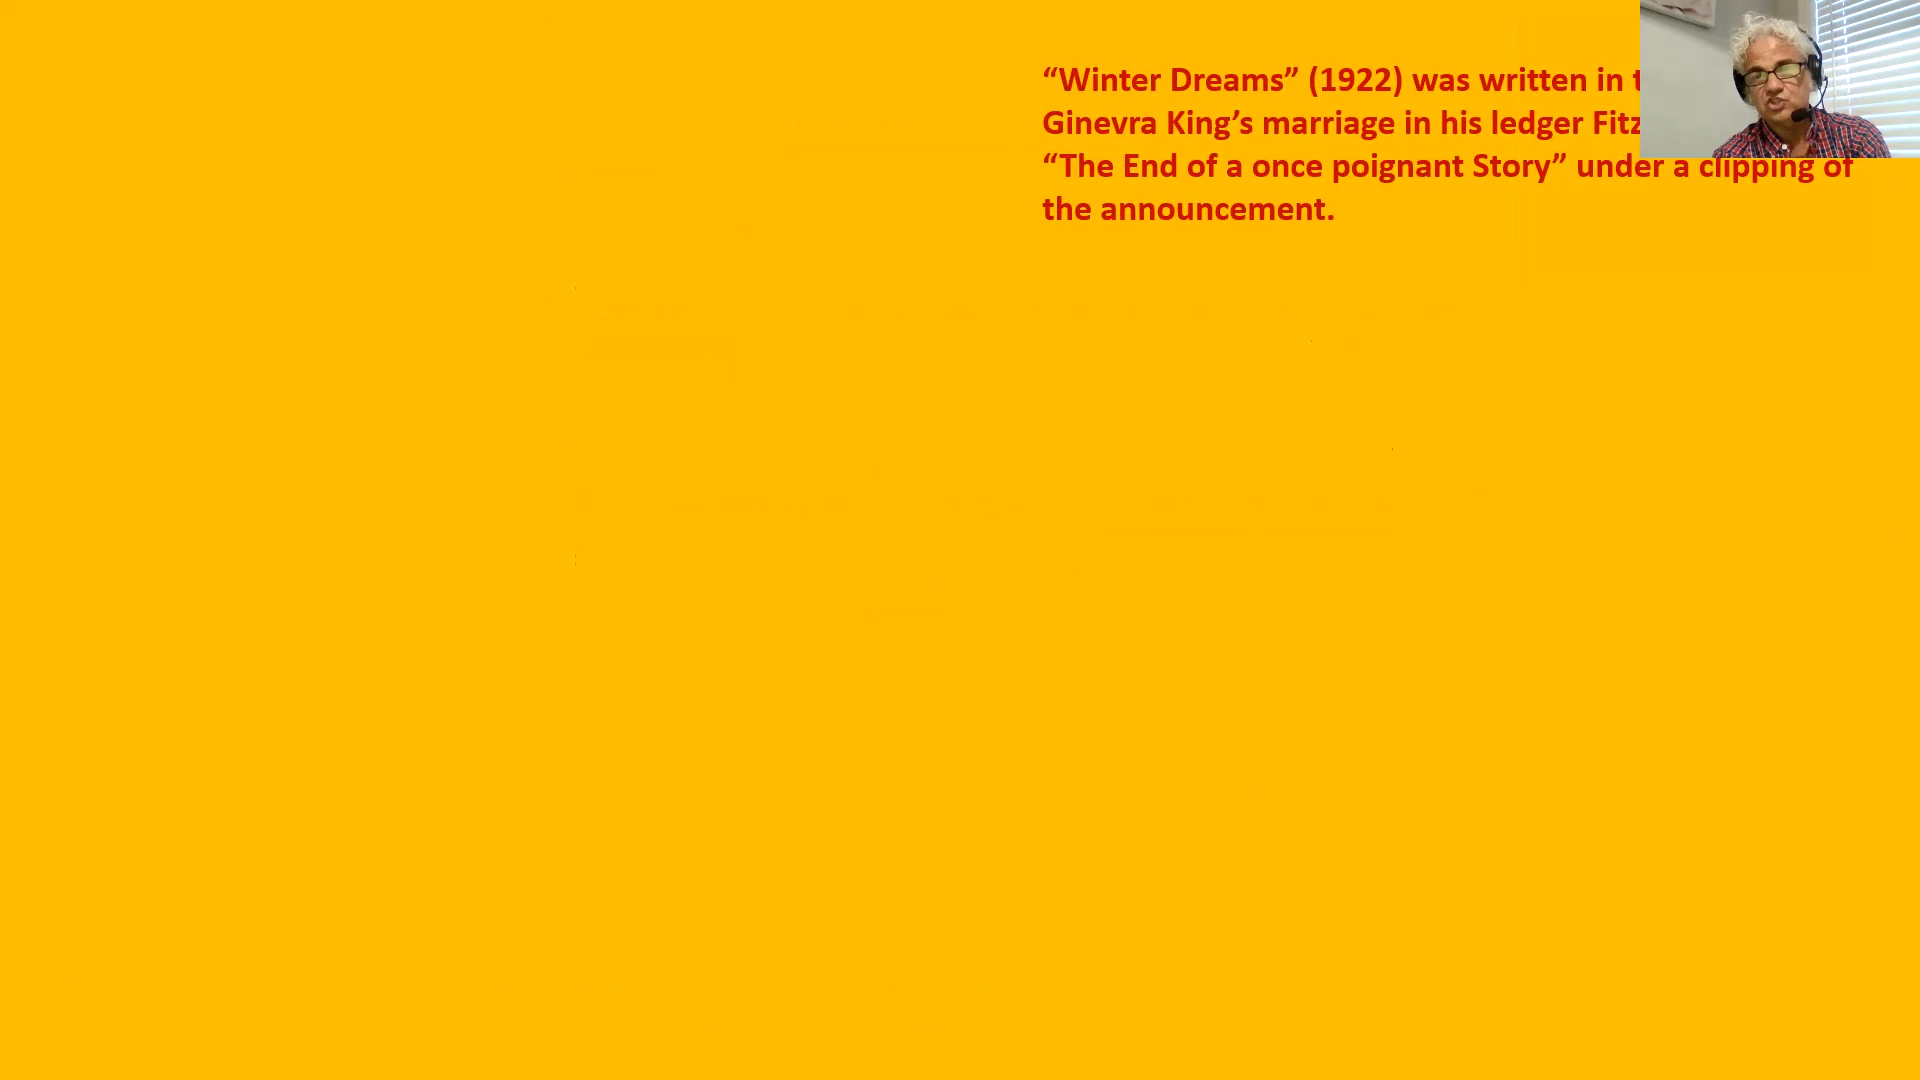 “Winter Dreams” (1922) was written in
Ginevra King’s marriage in his ledger
“The End of a once poignant Story” under a clipping of
the announcement.